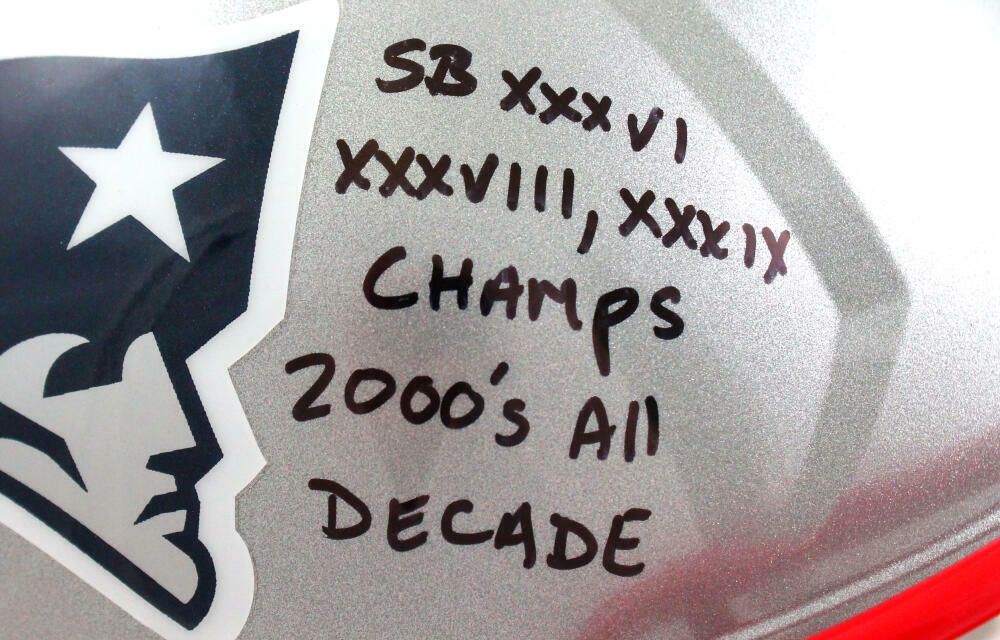 SB XXXVI
XXXVIII, XXXIX
CHAMPS
2000's All
DECADE